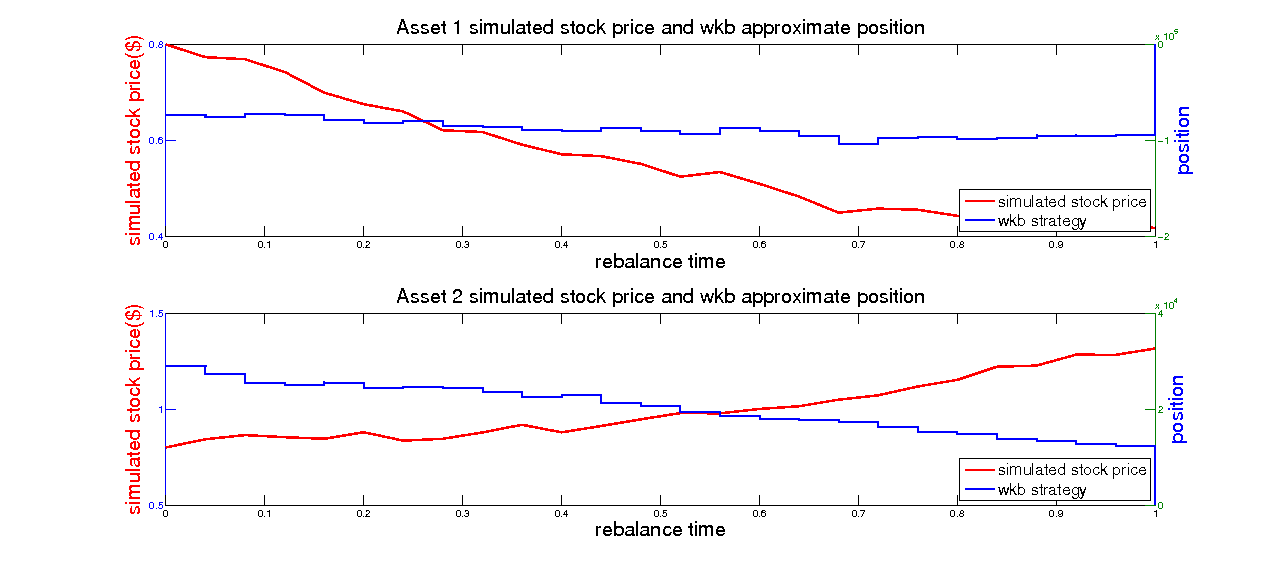 Asset 1 simulated stock price and wkb approximate position
x 10^5
0.8
0.6
0.4
simulated stock price($)
0
-1
-2
position
simulated stock price
wkb strategy
0 0.1 0.2 0.3 0.4 0.5 0.6 0.7 0.8 0.9 1
rebalance time
Asset 2 simulated stock price and wkb approximate position
x 10^4
1.5
1
0.5
simulated stock price($)
4
2
0
position
simulated stock price
wkb strategy
0 0.1 0.2 0.3 0.4 0.5 0.6 0.7 0.8 0.9 1
rebalance time